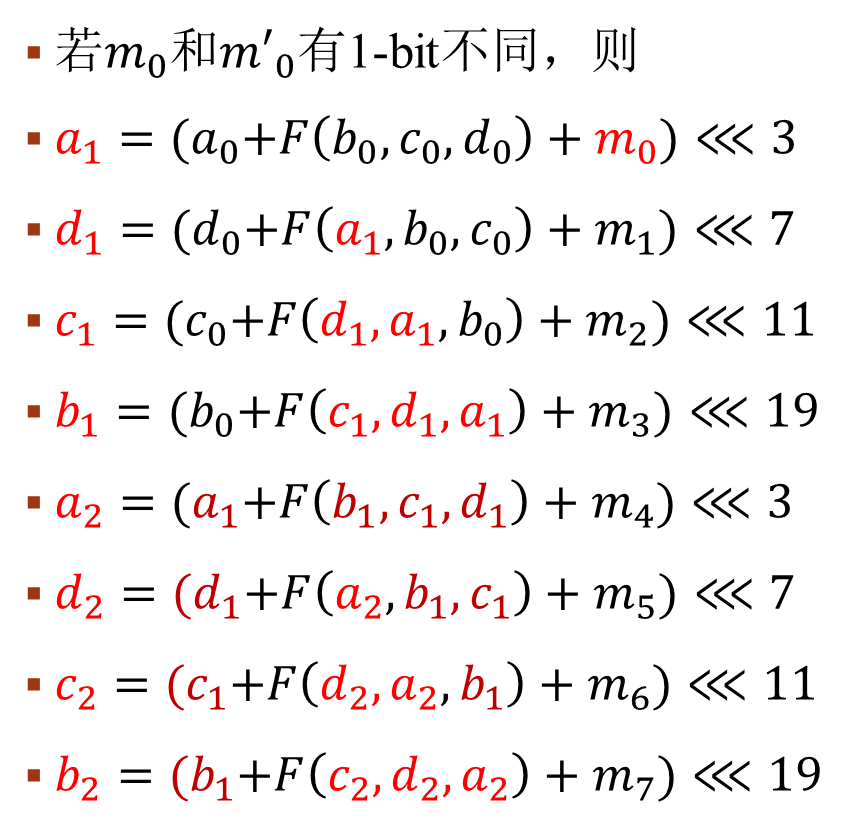 ▪ 若m₀和m′₀有1-bit不同，则
▪ a₁ = (a₀+F(b₀,c₀,d₀) + m₀) ⋘ 3
▪ d₁ = (d₀+F(a₁,b₀,c₀) + m₁) ⋘ 7
▪ c₁ = (c₀+F(d₁,a₁,b₀) + m₂) ⋘ 11
▪ b₁ = (b₀+F(c₁,d₁,a₁) + m₃) ⋘ 19
▪ a₂ = (a₁+F(b₁,c₁,d₁) + m₄) ⋘ 3
▪ d₂ = (d₁+F(a₂,b₁,c₁) + m₅) ⋘ 7
▪ c₂ = (c₁+F(d₂,a₂,b₁) + m₆) ⋘ 11
▪ b₂ = (b₁+F(c₂,d₂,a₂) + m₇) ⋘ 19